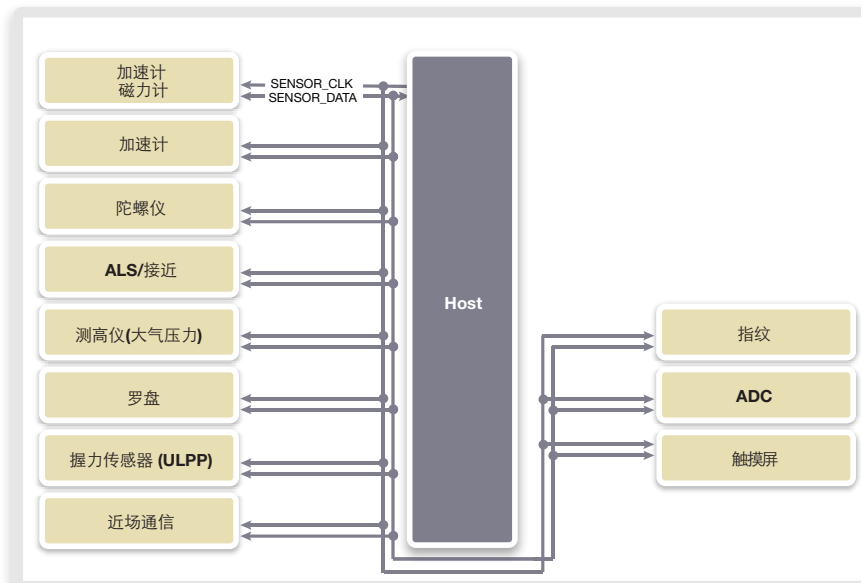 加速计
磁力计
SENSOR_CLK
SENSOR_DATA
加速计
陀螺仪
ALS/接近
Host
测高仪(大气压力)
指纹
罗盘
ADC
握力传感器 (ULPP)
触摸屏
近场通信